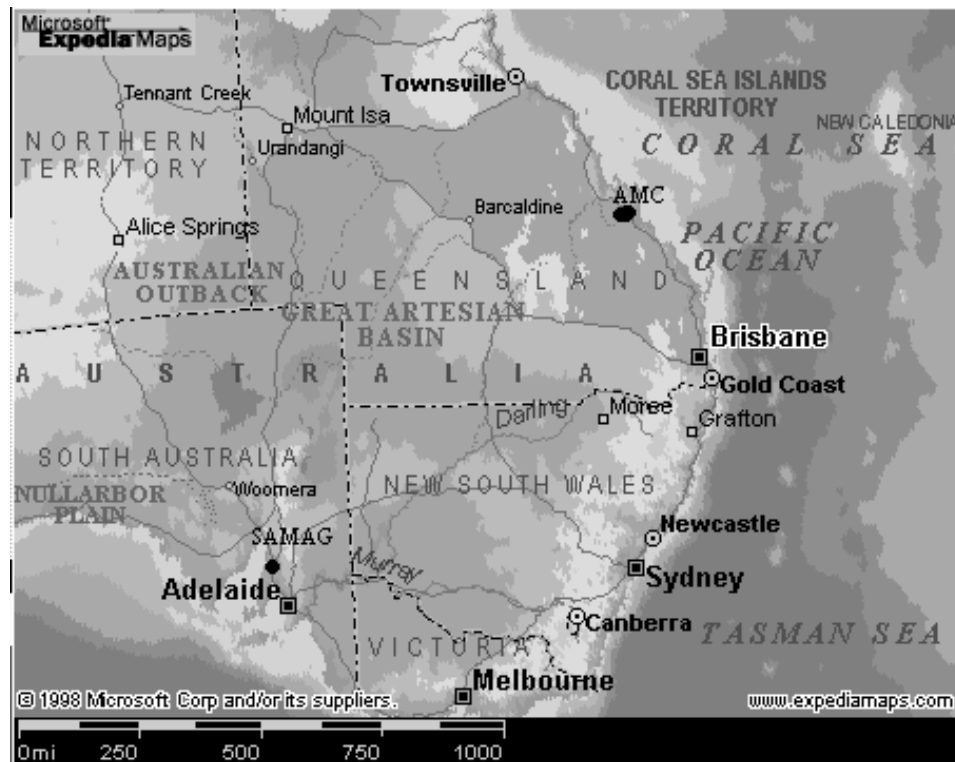 Microsoft
Expedia Maps
Townsville
CORAL SEA ISLANDS
TERRITORY
Tennant Creek
Mount Isa
NEW CALEDONIA
NORTHERN
TERRITORY
CORAL SEA
Urandangi
AMC
Barcaldine
Alice Springs
PACIFIC
OCEAN
AUSTRALIAN
OUTBACK
QUEENSLAND
GREAT ARTESIAN
BASIN
Brisbane
AUSTRALIA
Gold Coast
Darling
Moree
Grafton
SOUTH AUSTRALIA
NULLARBOR
PLAIN
Woomera
NEW SOUTH WALES
Newcastle
SAMAG
Murray
Sydney
Adelaide
Canberra
TASMAN SEA
VICTORIA
Melbourne
© 1998 Microsoft Corp and/or its suppliers.
www.expediamaps.com
0mi 250 500 750 1000